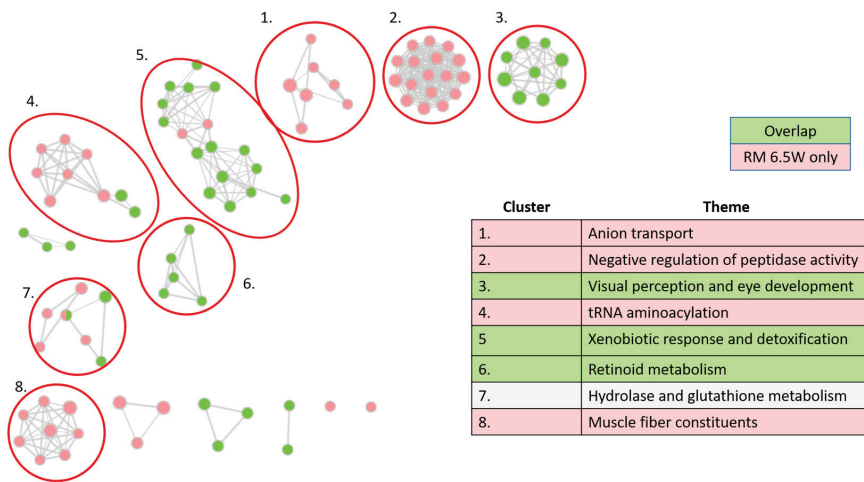 1.
2.
3.
5.
4.
6.
7.
8.
Overlap
RM 6.5W only
Cluster Theme
1. Anion transport
2. Negative regulation of peptidase activity
3. Visual perception and eye development
4. tRNA aminoacylation
5 Xenobiotic response and detoxification
6. Retinoid metabolism
7. Hydrolase and glutathione metabolism
8. Muscle fiber constituents